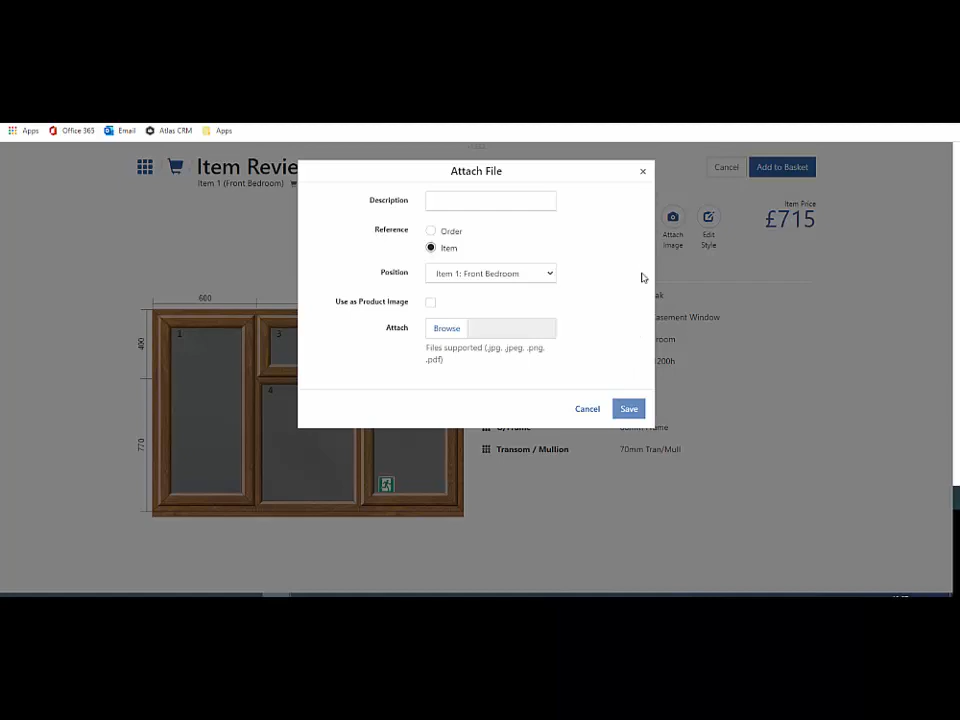 Apps Office 365 Email Atlas CRM Apps
Item Revie
Item 1 (Front Bedroom)
Cancel Add to Basket
Attach Image
Edit Style
Item Price
£715
Attach File ×
Description
Reference Order
Item
Position Item 1: Front Bedroom
Use as Product Image
Attach Browse
Files supported (.jpg, .jpeg, .png, .pdf)
Cancel Save
ak
asement Window
room
1200h
Transom / Mullion 70mm Tran/Mull
660
400
770
1
3
4